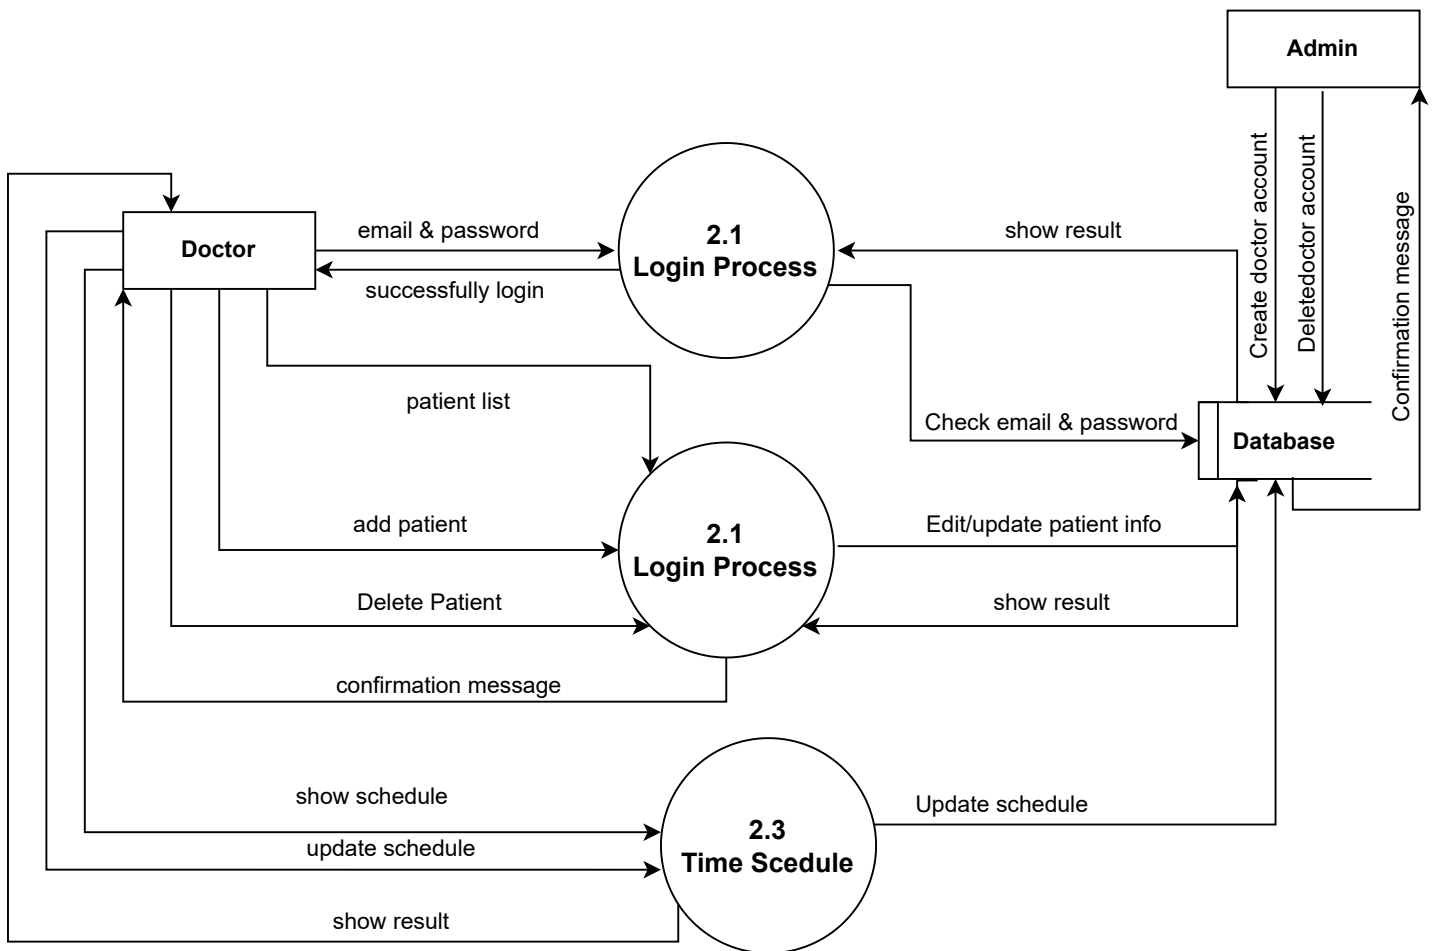 Admin
Create doctor account
Deletedoctor account
Confirmation message
Doctor
email & password
successfully login
2.1
Login Process
show result
patient list
Check email & password
Database
add patient
2.1
Login Process
Edit/update patient info
Delete Patient
show result
confirmation message
show schedule
update schedule
2.3
Time Scedule
Update schedule
show result